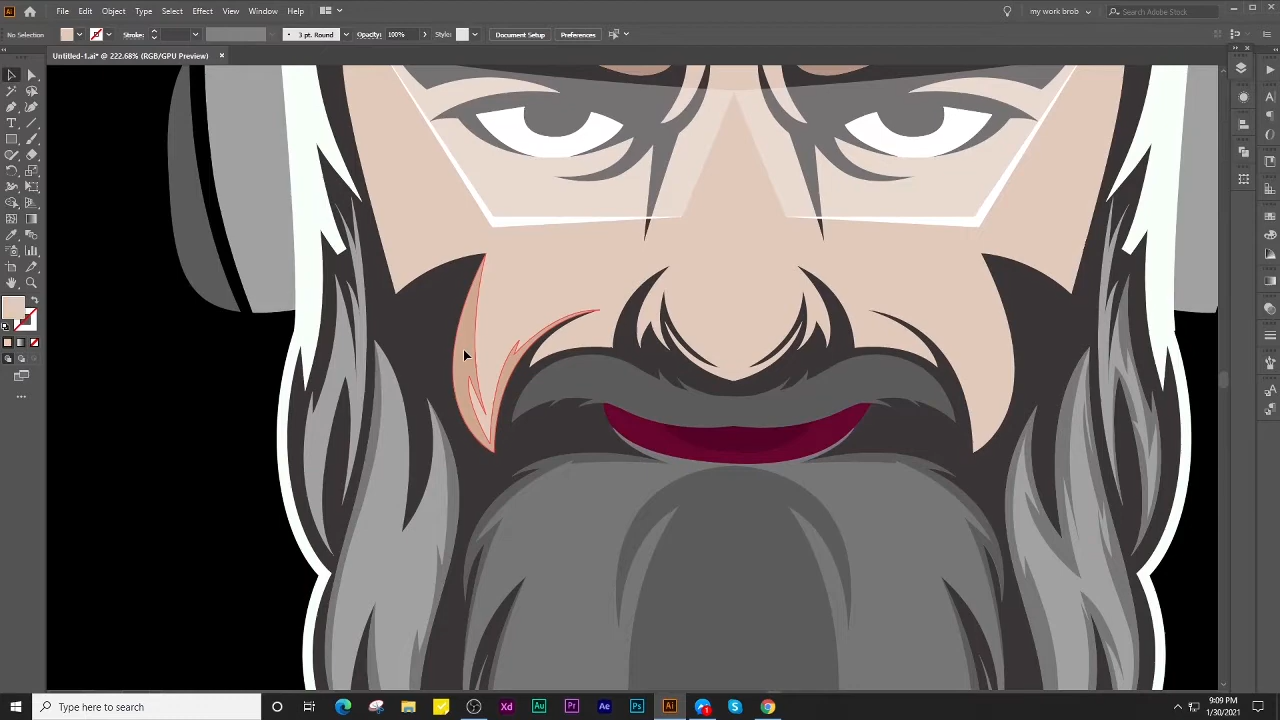 File Edit Object Type Select Effect View Window Help
my work brob
Search Adobe Stock
No Selection
Stroke:
3 pt. Round
Opacity: 100%
Style:
Document Setup
Preferences
Untitled-1.ai* @ 222.68% (RGB/GPU Preview)
Type here to search
9:09 PM
1/30/2021